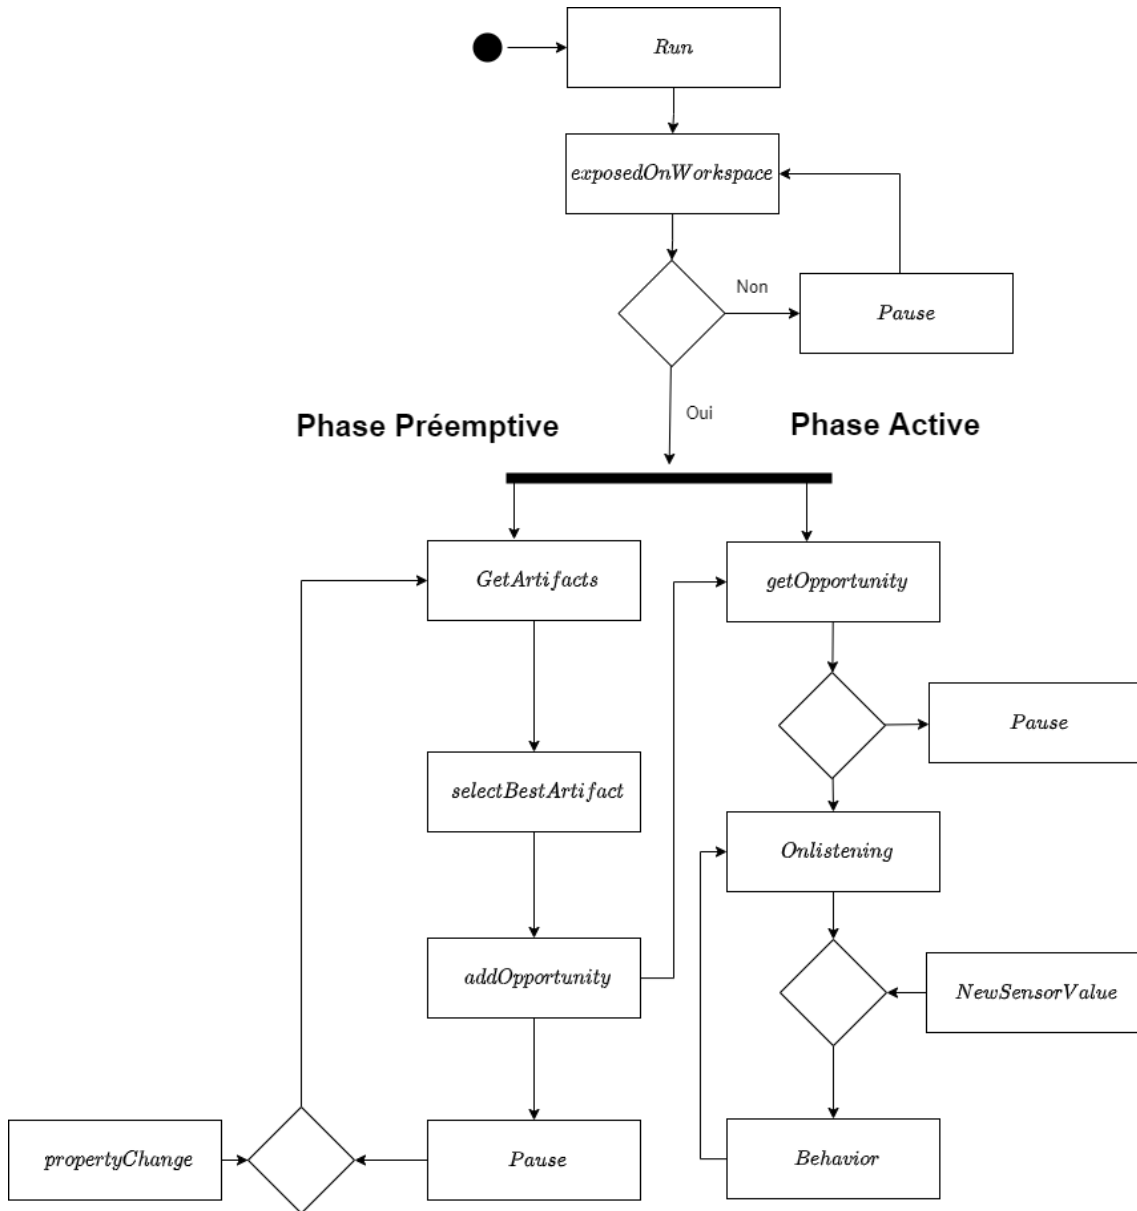 Run
exposedOnWorkspace
Non
Pause
Oui
Phase Préemptive
Phase Active
GetArtifacts
getOpportunity
Pause
selectBestArtifact
Onlistening
addOpportunity
NewSensorValue
propertyChange
Pause
Behavior